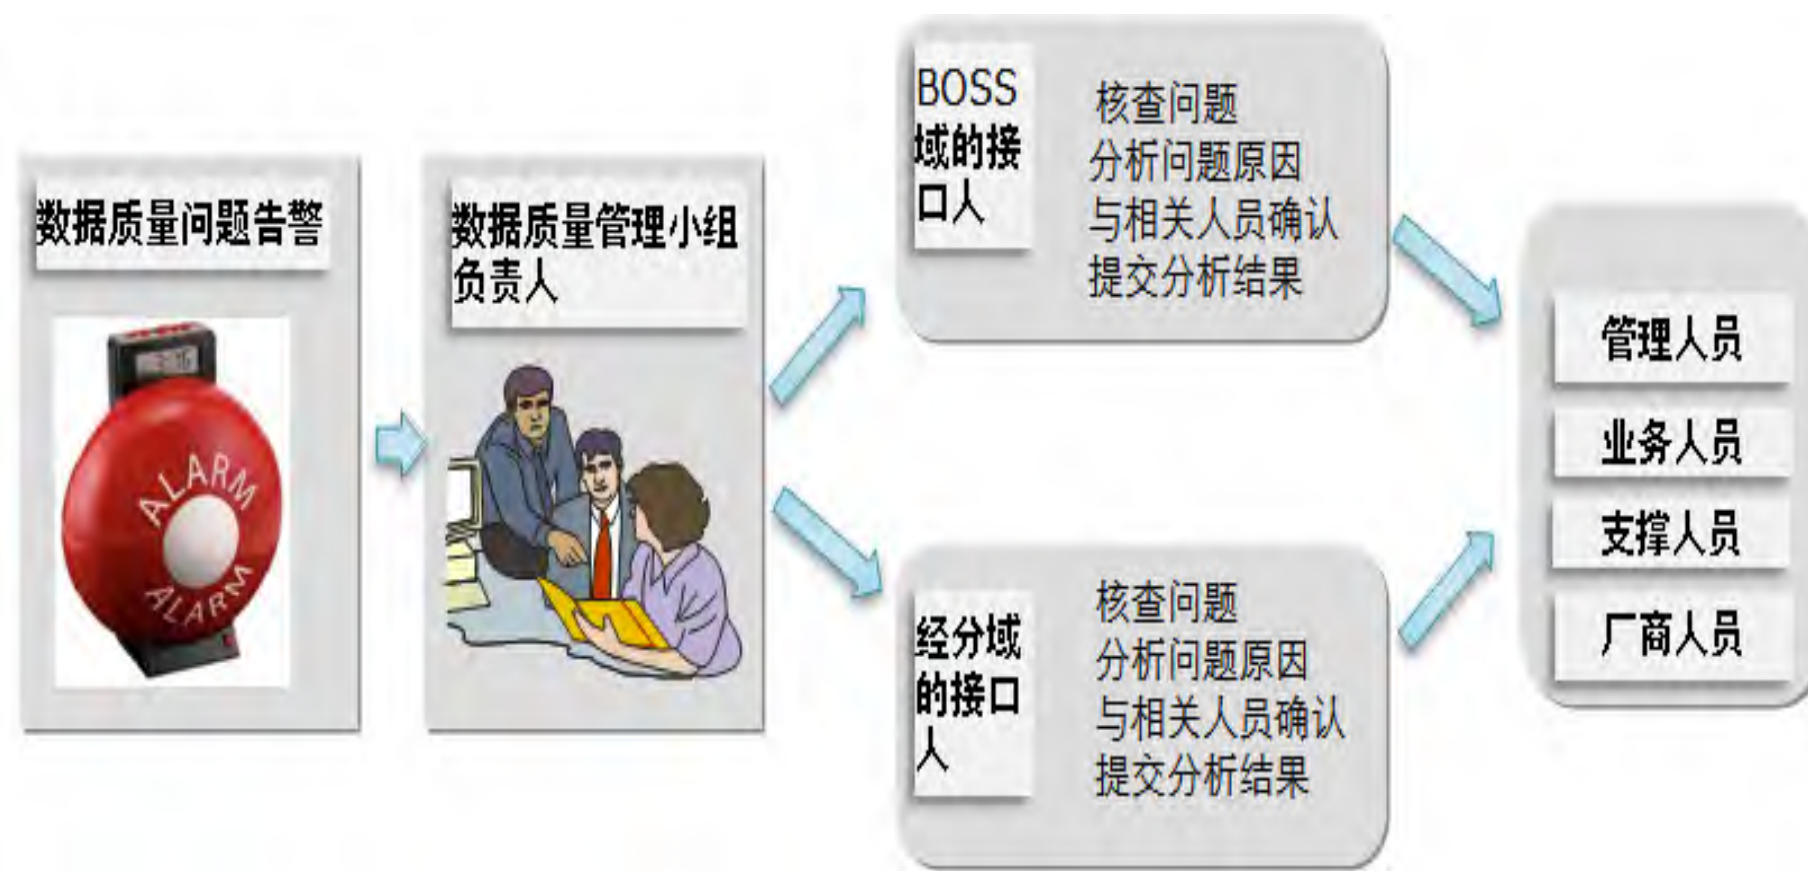 数据质量问题告警
ALARM
ALARM
数据质量管理小组
负责人
BOSS
域的接
口人
核查问题
分析问题原因
与相关人员确认
提交分析结果
经分域
的接口
人
核查问题
分析问题原因
与相关人员确认
提交分析结果
管理人员
业务人员
支撑人员
厂商人员